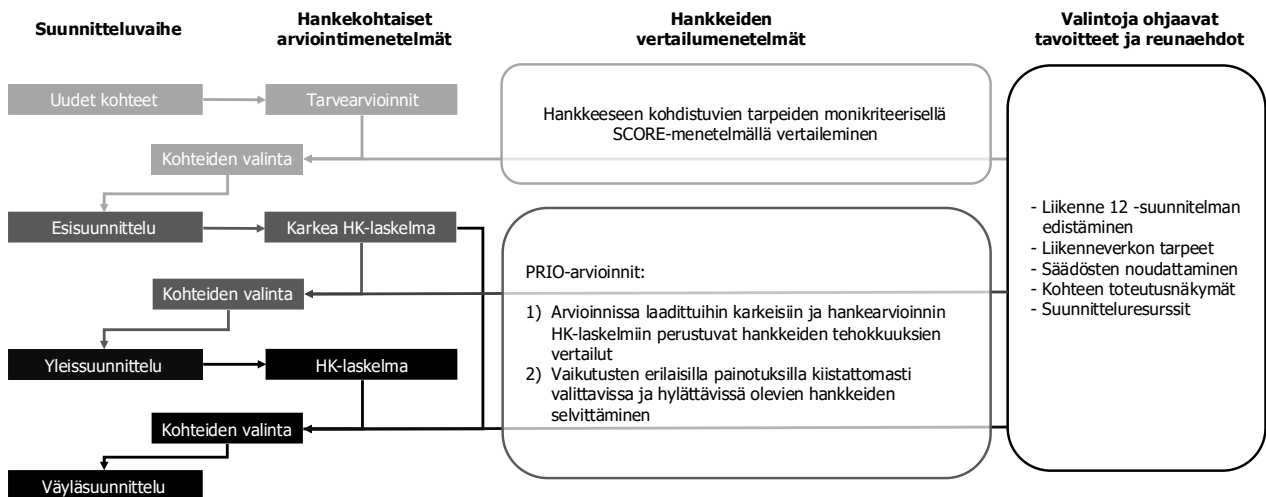 Suunnitteluvaihe
Hankekohtaiset
arviointimenetelmät
Hankkeiden
vertailumenetelmät
Valintoja ohjaavat
tavoitteet ja reunaehdot
Uudet kohteet
Tarvearvioinnit
Hankkeeseen kohdistuvien tarpeiden monikriteerisellä
SCORE-menetelmällä vertaileminen
Kohteiden valinta
Esisuunnittelu
Karkea HK-laskelma
Kohteiden valinta
PRIO-arvioinnit:
1) Arvioinnissa laadittuihin karkeisiin ja hankearvioinnin
HK-laskelmiin perustuvat hankkeiden tehokkuuksien
vertailut
2) Vaikutusten erilaisilla painotuksilla kiistattomasti
valittavissa ja hylättävissä olevien hankkeiden
selvittäminen
Yleissuunnittelu
HK-laskelma
Kohteiden valinta
Väyläsuunnittelu
- Liikenne 12 -suunnitelman
edistäminen
- Liikenneverkon tarpeet
- Säädösten noudattaminen
- Kohteen toteutusnäkymät
- Suunnitteluresurssit